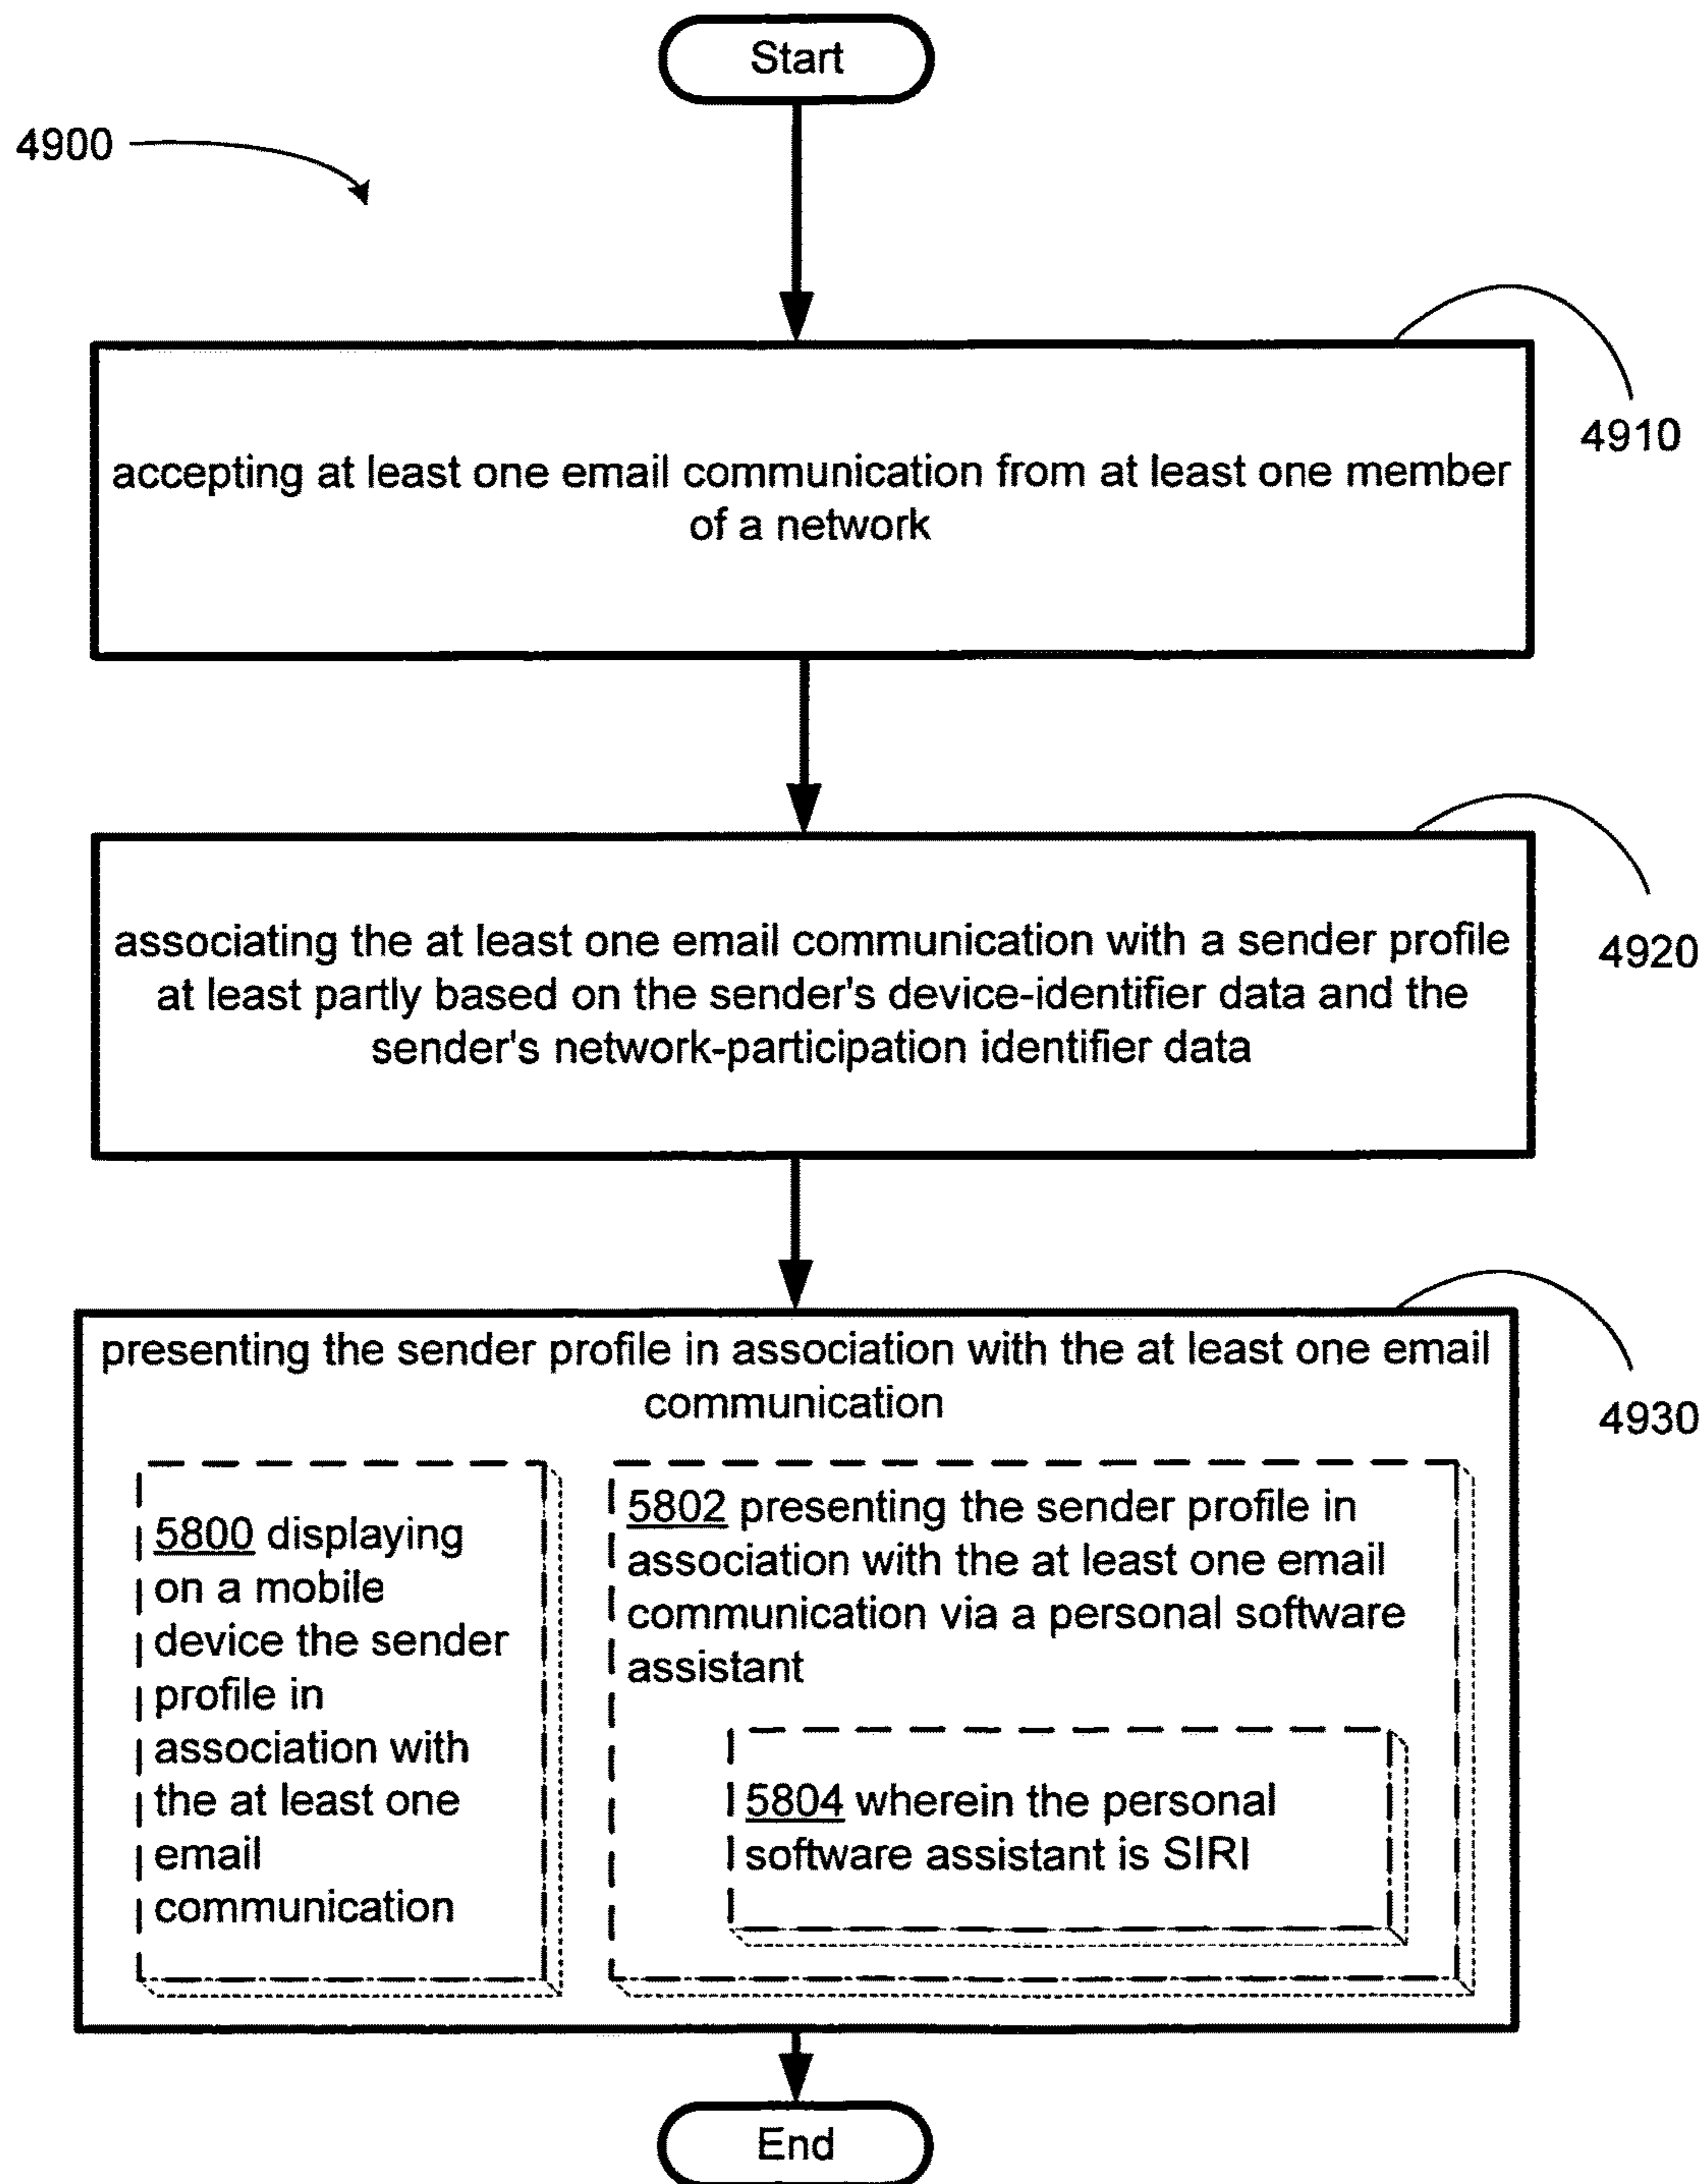 Start
4900
4910
accepting at least one email communication from at least one member
of a network
4920
associating the at least one email communication with a sender profile
at least partly based on the sender's device-identifier data and the
sender's network-participation identifier data
4930
presenting the sender profile in association with the at least one email
communication
5800 displaying
on a mobile
device the sender
profile in
association with
the at least one
email
communication
5802 presenting the sender profile in
association with the at least one email
communication via a personal software
assistant
5804 wherein the personal
software assistant is SIRI
End